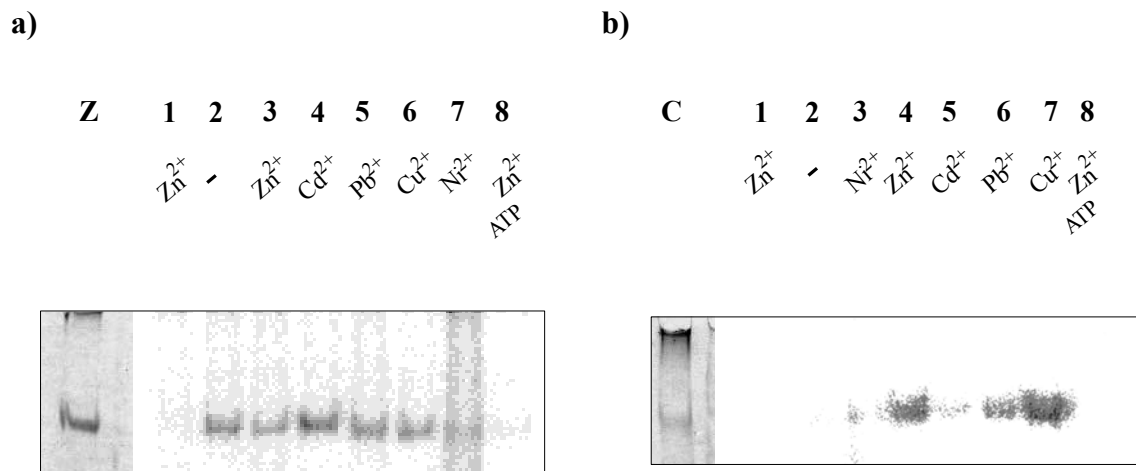 a)
Z 1 2 3 4 5 6 7 8
Zn²⁺ - Zn²⁺ Cd²⁺ Pb²⁺ Cu²⁺ Ni²⁺ Zn²⁺ ATP
b)
C 1 2 3 4 5 6 7 8
Zn²⁺ - Ni²⁺ Zn²⁺ Cd²⁺ Pb²⁺ Cu²⁺ Zn²⁺ ATP